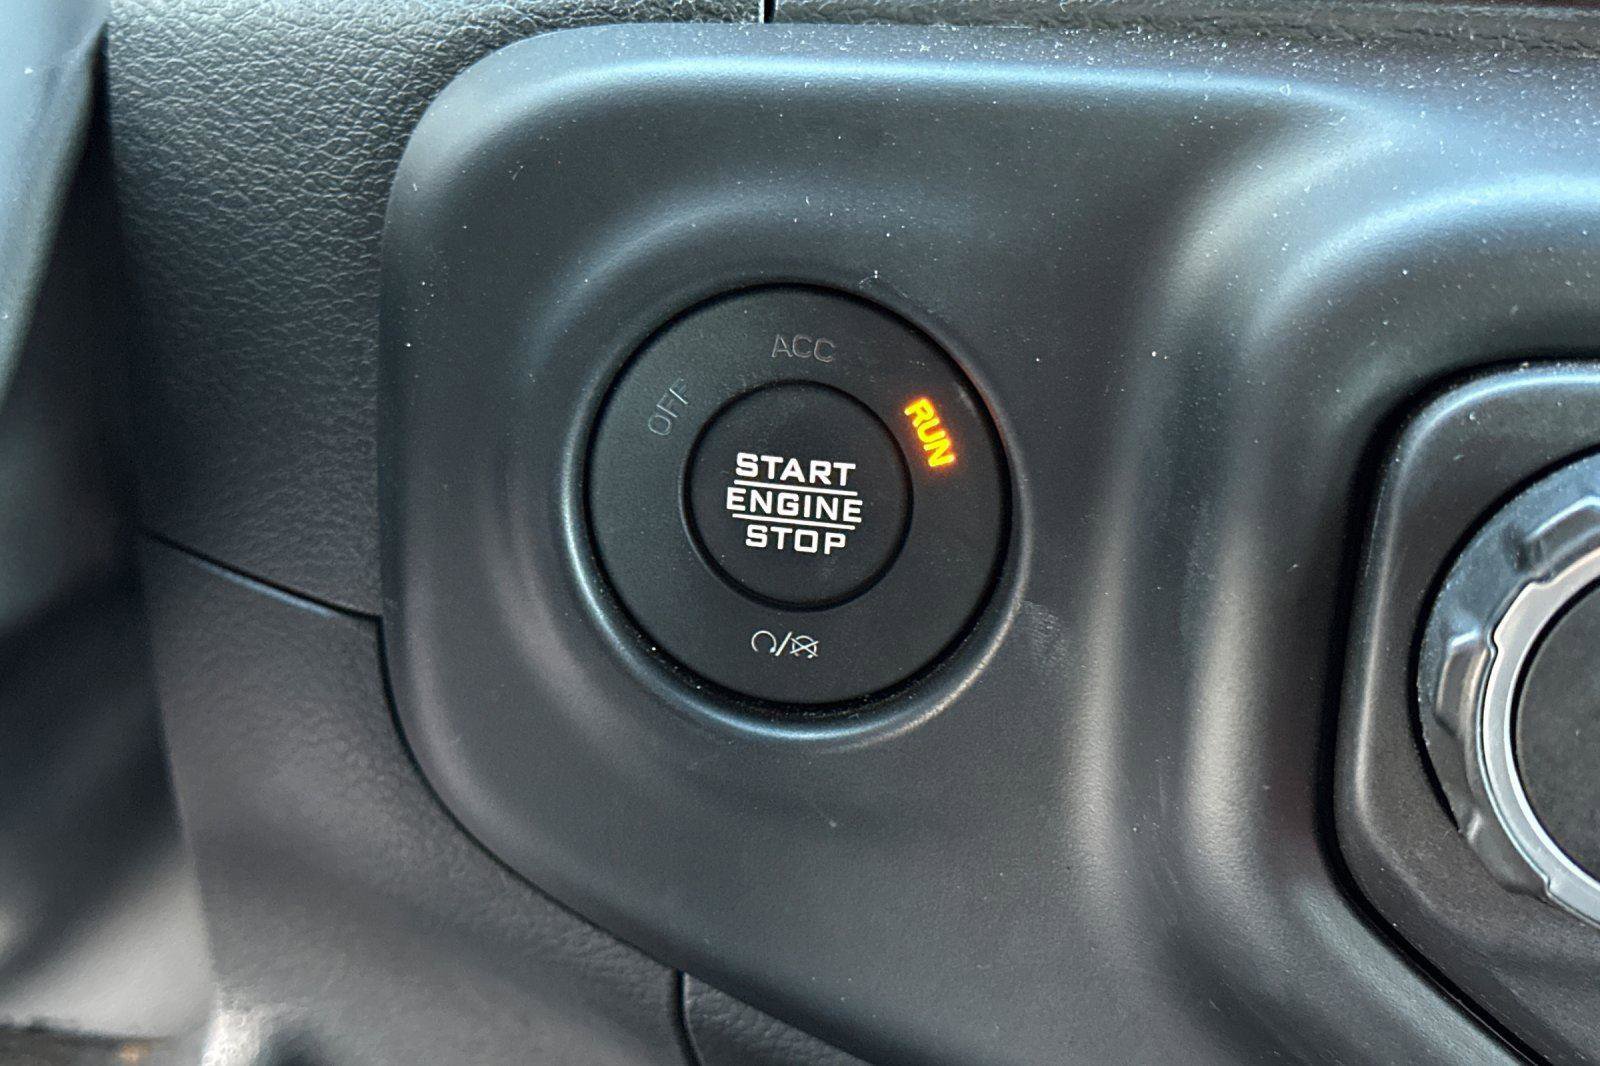 ACC
OFF
RUN
START
ENGINE
STOP